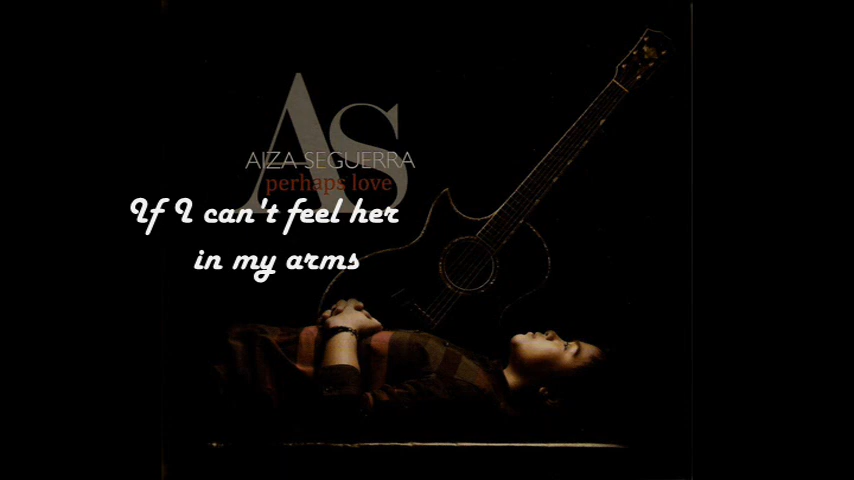 AS
AIZA SEGUERRA
perhaps love
If I can't feel her
in my arms